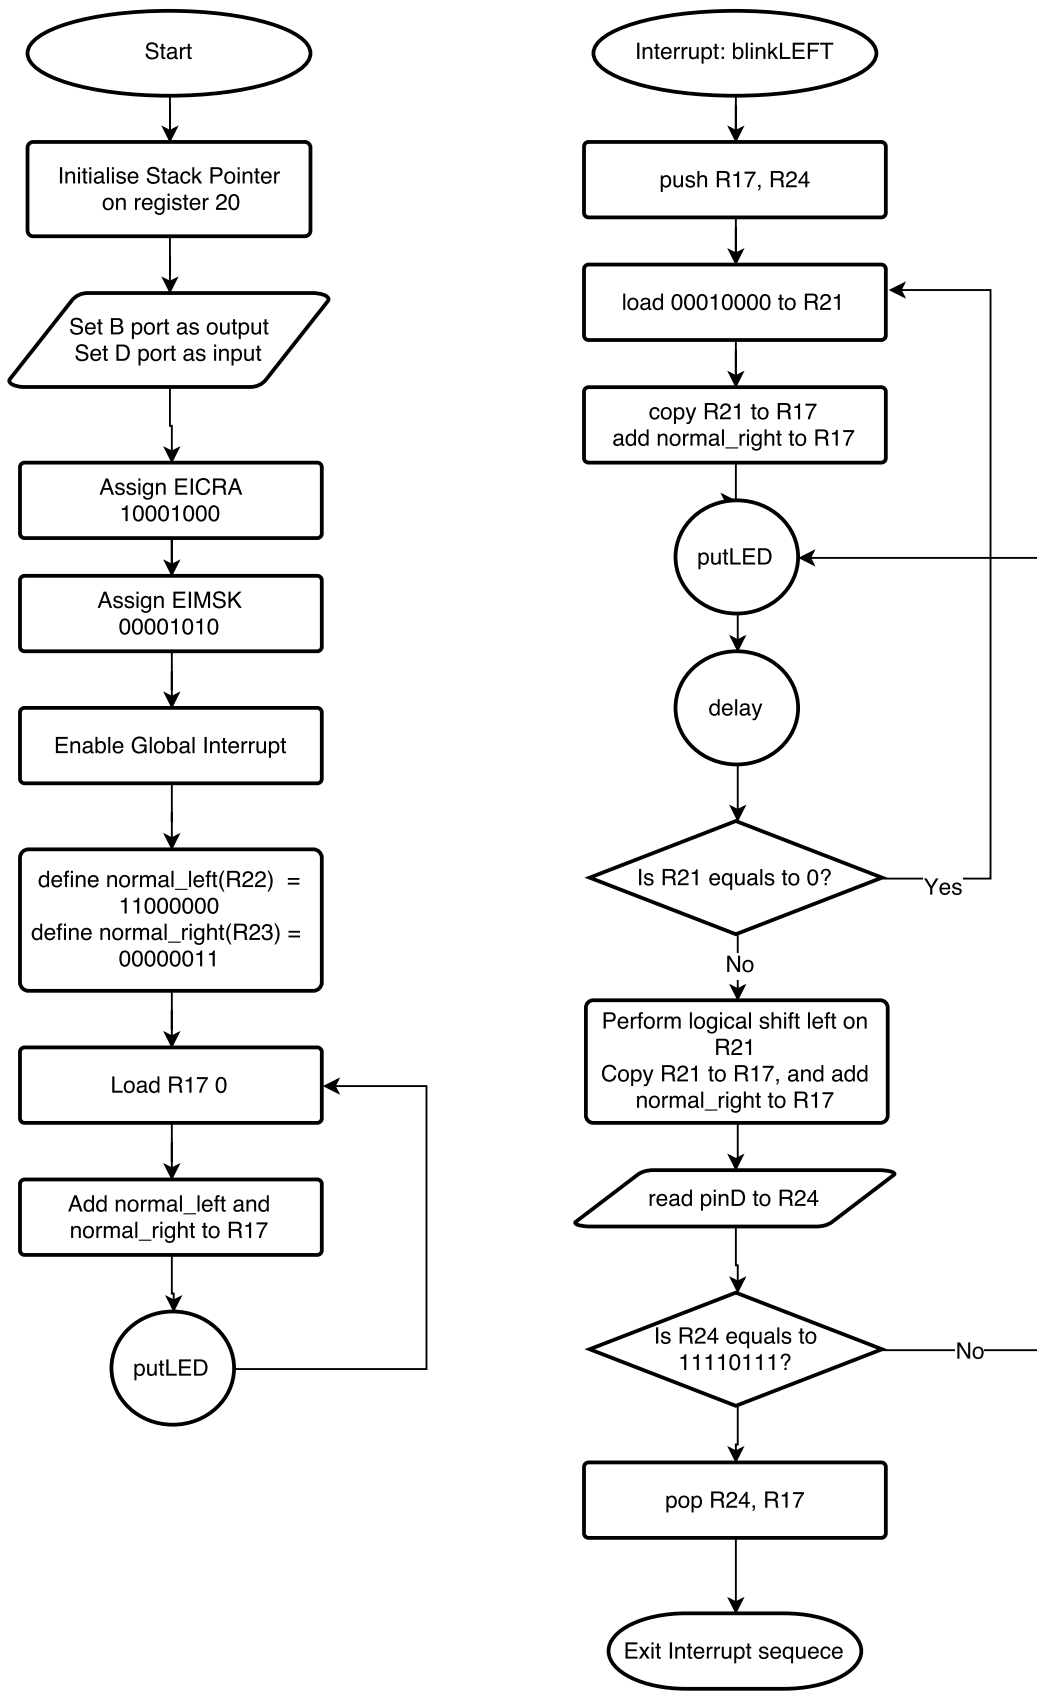 Start
Initialise Stack Pointer
on register 20
Set B port as output
Set D port as input
Assign EICRA
10001000
Assign EIMSK
00001010
Enable Global Interrupt
define normal_left(R22) =
11000000
define normal_right(R23) =
00000011
Load R17 0
Add normal_left and
normal_right to R17
putLED
Interrupt: blinkLEFT
push R17, R24
load 00010000 to R21
copy R21 to R17
add normal_right to R17
putLED
delay
Is R21 equals to 0?
Yes
No
Perform logical shift left on
R21
Copy R21 to R17, and add
normal_right to R17
read pinD to R24
Is R24 equals to
11110111?
No
pop R24, R17
Exit Interrupt sequece